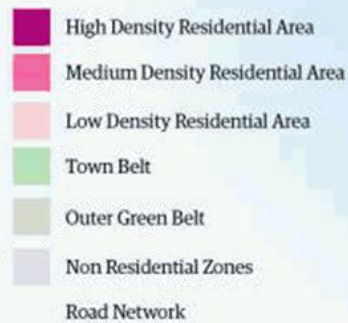 High Density Residential Area
Medium Density Residential Area
Low Density Residential Area
Town Belt
Outer Green Belt
Non Residential Zones
Road Network